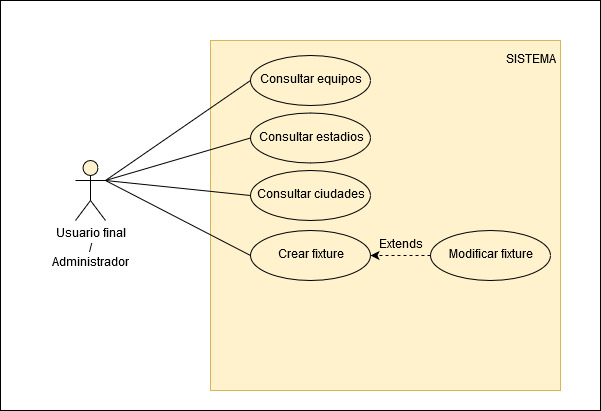 SISTEMA
Consultar equipos
Consultar estadios
Consultar ciudades
Usuario final
/
Administrador
Crear fixture
Extends
Modificar fixture